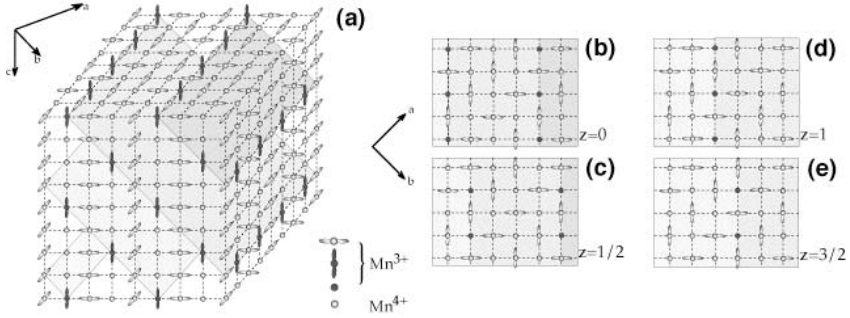 (a)
a
b
c
Mn3+
Mn4+
a
b
(b)
z=0
(c)
z=1/2
(d)
z=1
(e)
z=3/2